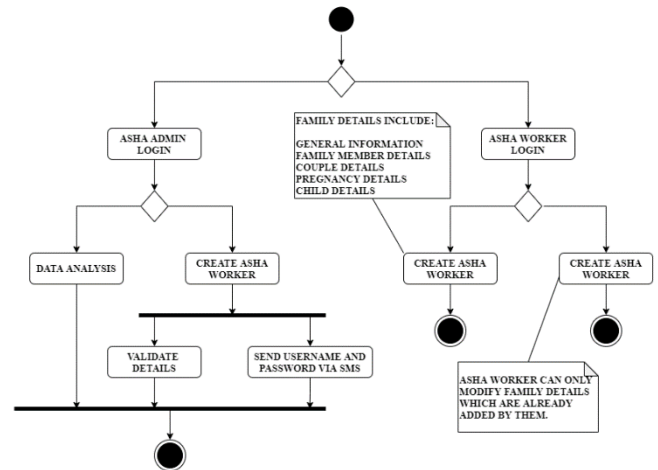 ASHA ADMIN
LOGIN
FAMILY DETAILS INCLUDE:
GENERAL INFORMATION
FAMILY MEMBER DETAILS
COUPLE DETAILS
PREGNANCY DETAILS
CHILD DETAILS
ASHA WORKER
LOGIN
DATA ANALYSIS
CREATE ASHA
WORKER
CREATE ASHA
WORKER
CREATE ASHA
WORKER
VALIDATE
DETAILS
SEND USERNAME AND
PASSWORD VIA SMS
ASHA WORKER CAN ONLY
MODIFY FAMILY DETAILS
WHICH ARE ALREADY
ADDED BY THEM.